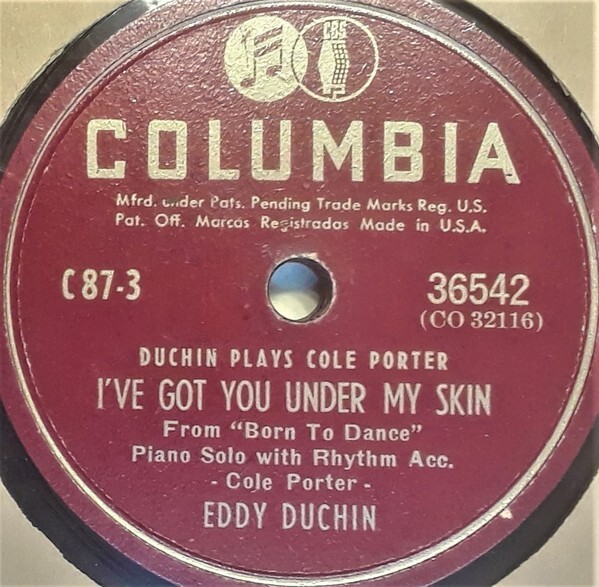 CBS
COLUMBIA
Mfrd. under Pats. Pending Trade Marks Reg. U.S.
Pat. Off. Marcas Registradas Made in U.S.A.
C 87-3
36542
(CO 32116)
DUCHIN PLAYS COLE PORTER
I'VE GOT YOU UNDER MY SKIN
From "Born To Dance"
Piano Solo with Rhythm Acc.
- Cole Porter -
EDDY DUCHIN